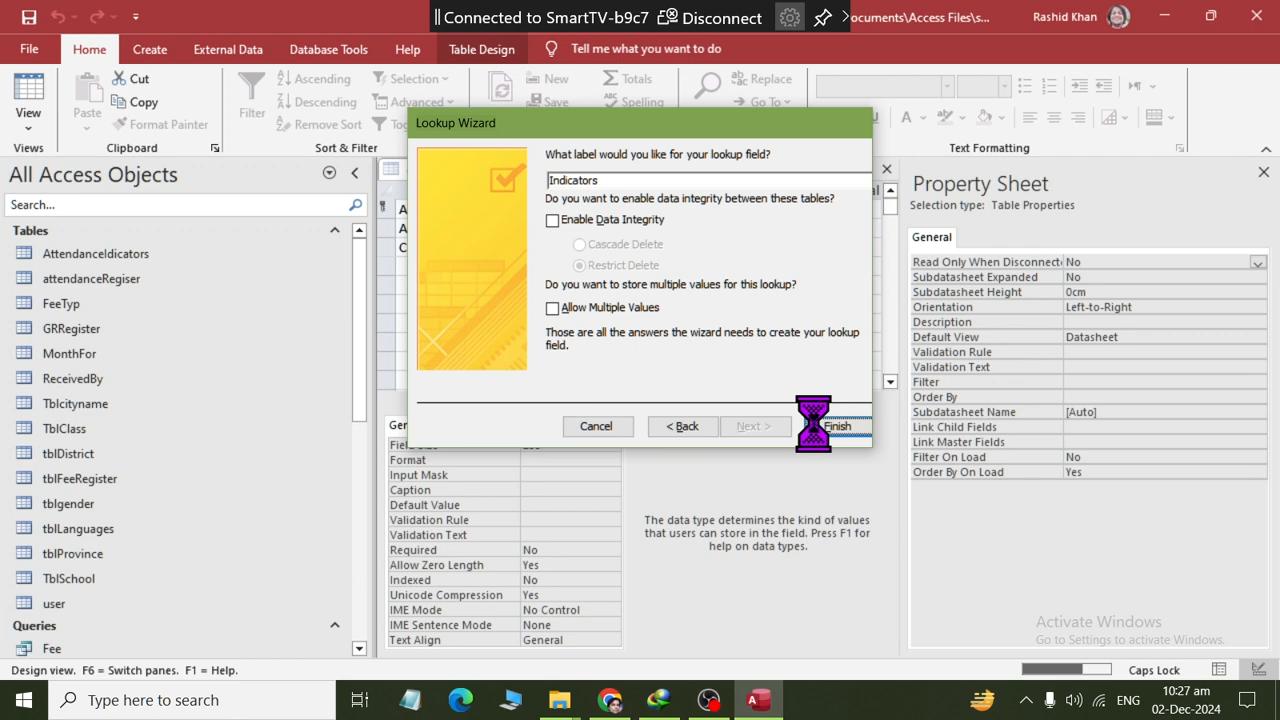 Connected to SmartTV-b9c7 Disconnect
ocuments\Access Files\s...
Rashid Khan
File Home Create External Data Database Tools Help Table Design Tell me what you want to do
View
Views
Paste
Cut
Copy
Format Painter
Clipboard
Filter
Ascending
Descending
Remove Sort
Selection
Advanced
Sort & Filter
New
Save
Totals
Spelling
Replace
Go To
Text Formatting
All Access Objects
Search...
Tables
AttendanceIdicators
attendanceRegiser
FeeTyp
GRRegister
MonthFor
ReceivedBy
Tblcityname
TblClass
tblDistrict
tblFeeRegister
tblgender
tblLanguages
tblProvince
TblSchool
user
Queries
Fee
Lookup Wizard
What label would you like for your lookup field?
Indicators
Do you want to enable data integrity between these tables?
Enable Data Integrity
Cascade Delete
Restrict Delete
Do you want to store multiple values for this lookup?
Allow Multiple Values
Those are all the answers the wizard needs to create your lookup
field.
Cancel < Back Next > Finish
Format
Input Mask
Caption
Default Value
Validation Rule
Validation Text
Required No
Allow Zero Length Yes
Indexed No
Unicode Compression Yes
IME Mode No Control
IME Sentence Mode None
Text Align General
The data type determines the kind of values
that users can store in the field. Press F1 for
help on data types.
Property Sheet
Selection type: Table Properties
General
Read Only When Disconnect No
Subdatasheet Expanded No
Subdatasheet Height 0cm
Orientation Left-to-Right
Description
Default View Datasheet
Validation Rule
Validation Text
Filter
Order By
Subdatasheet Name [Auto]
Link Child Fields
Link Master Fields
Filter On Load No
Order By On Load Yes
Activate Windows
Go to Settings to activate Windows.
Design view. F6 = Switch panes. F1 = Help.
Caps Lock
Type here to search
ENG
10:27 am
02-Dec-2024